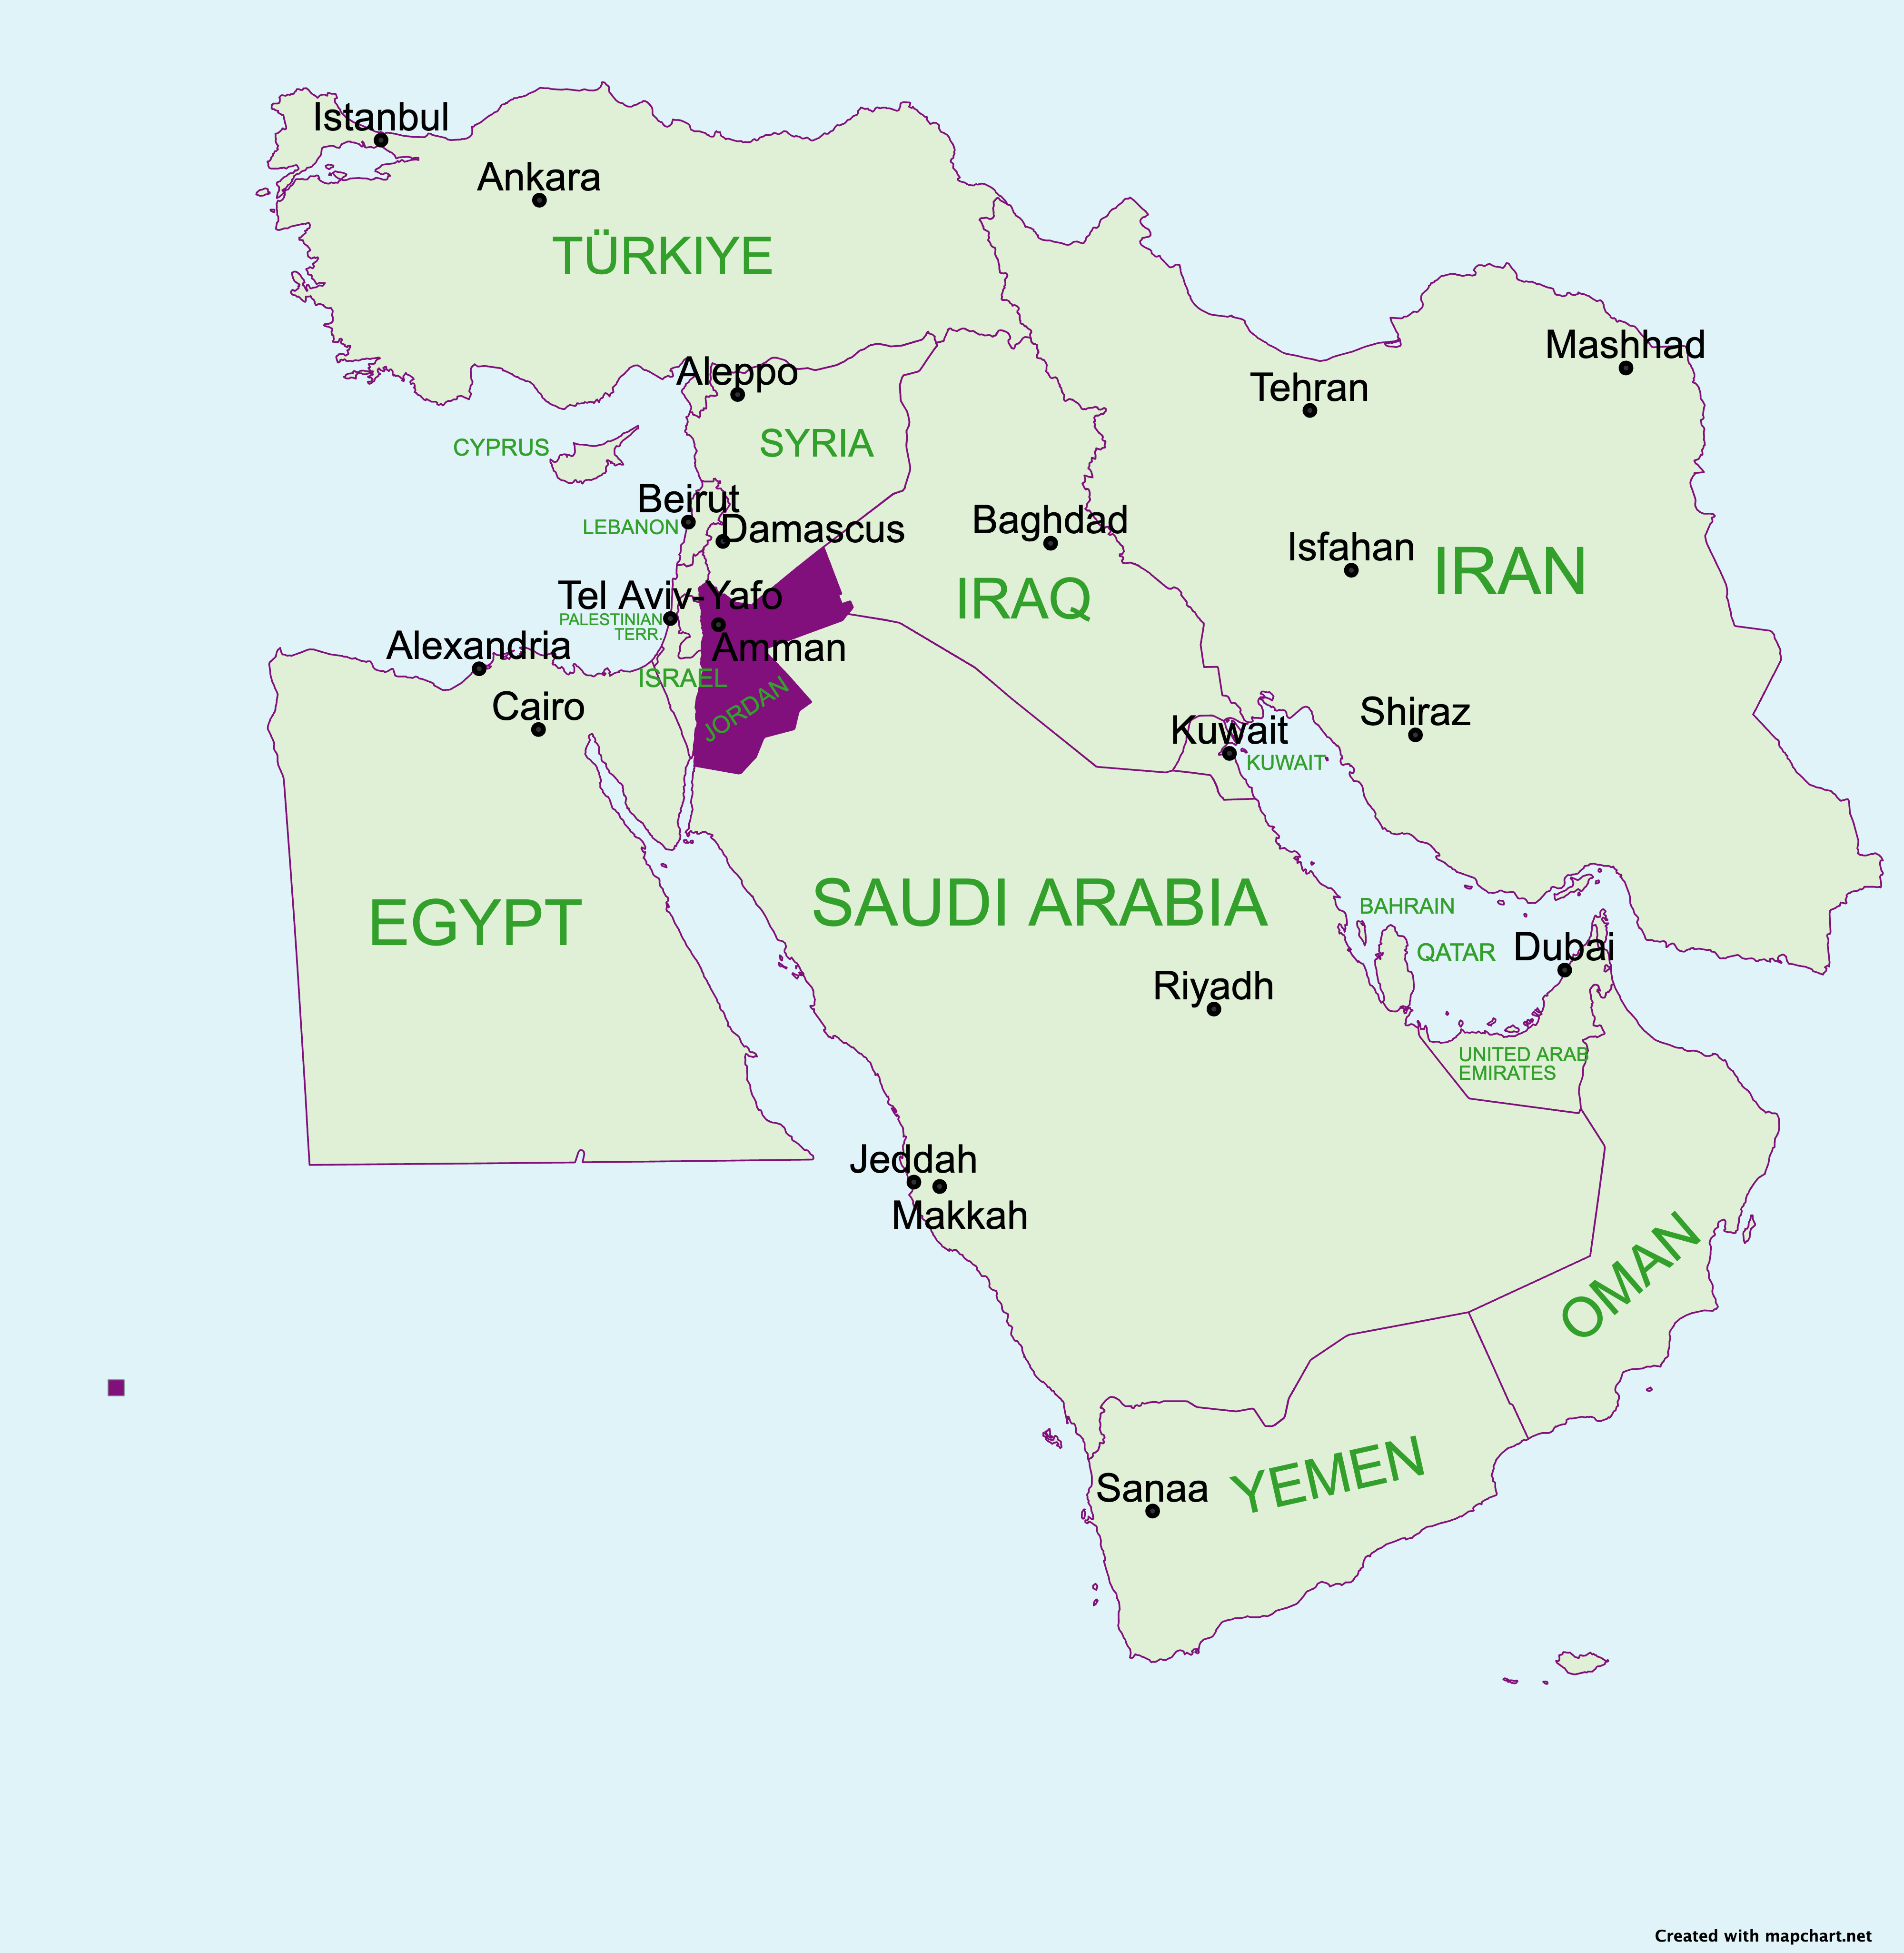 Istanbul
Ankara
TÜRKIYE
Mashhad
Aleppo
Tehran
CYPRUS
SYRIA
Beirut
LEBANON
Damascus
Baghdad
Isfahan
IRAN
Tel Aviv-Yafo
IRAQ
PALESTINIAN
TERR.
Alexandria
Amman
ISRAEL
JORDAN
Cairo
Shiraz
Kuwait
KUWAIT
EGYPT
SAUDI ARABIA
BAHRAIN
QATAR
Dubai
Riyadh
UNITED ARAB
EMIRATES
Jeddah
Makkah
OMAN
YEMEN
Sanaa
Created with mapchart.net